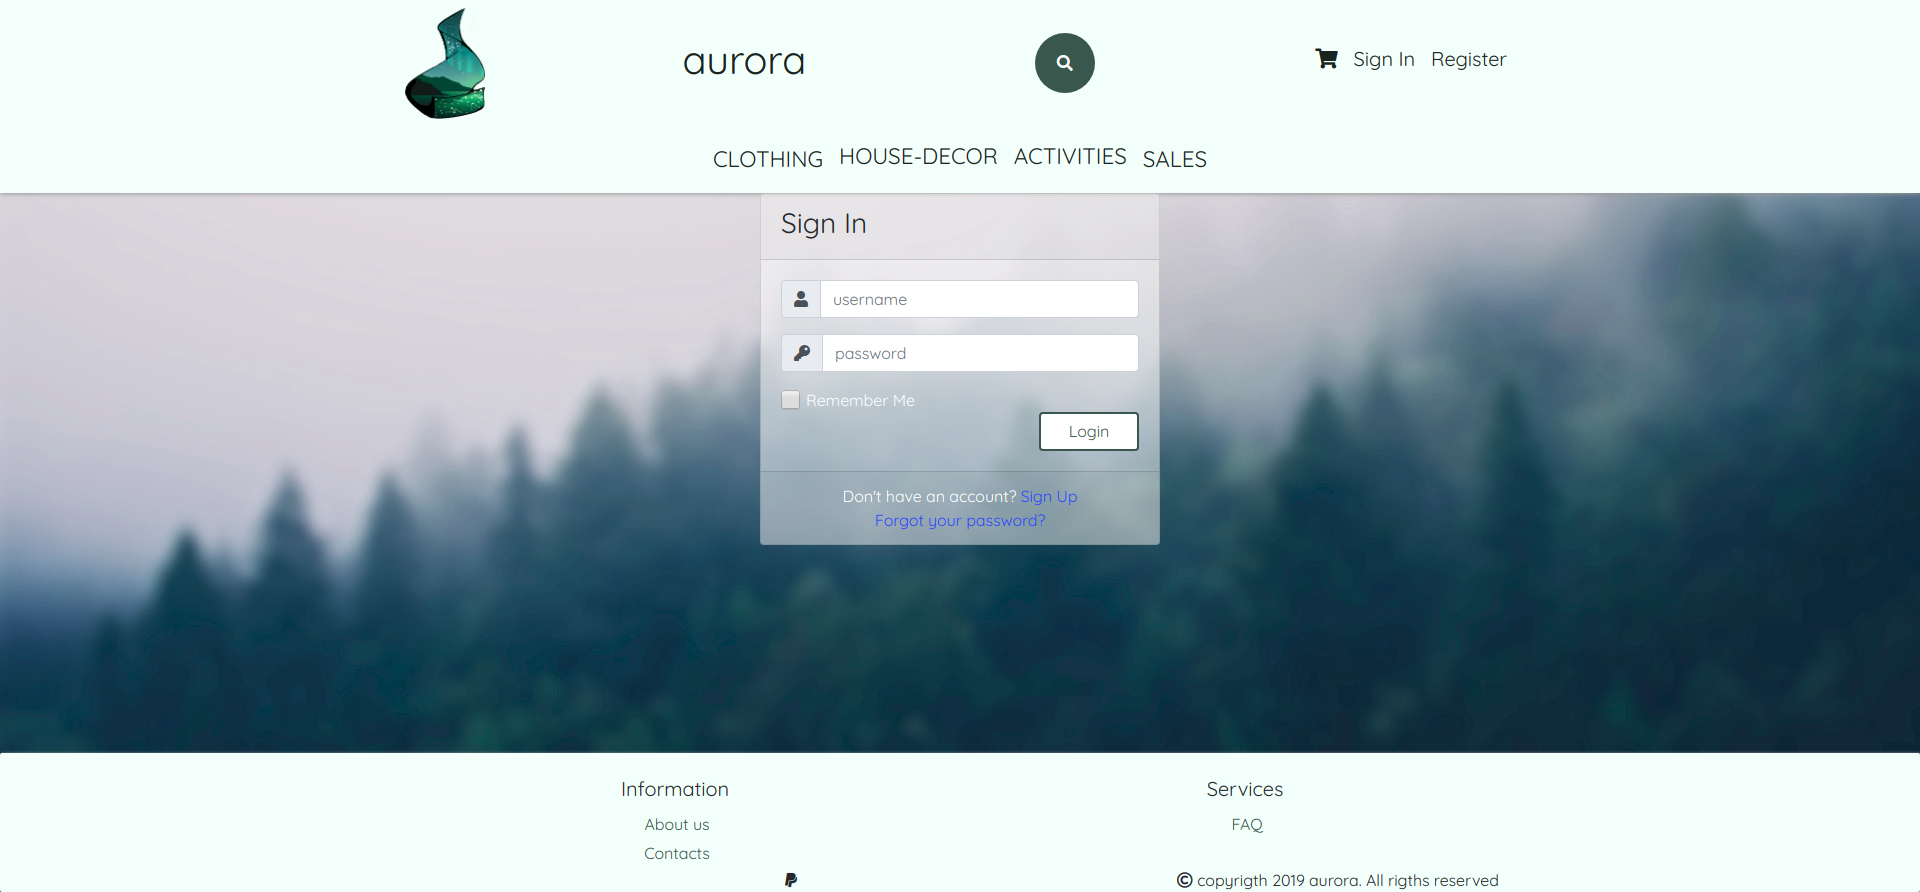 aurora
Sign In Register
CLOTHING HOUSE-DECOR ACTIVITIES SALES
Sign In
username
password
Remember Me
Login
Don't have an account? Sign Up
Forgot your password?
Information
About us
Contacts
Services
FAQ
© copyrigth 2019 aurora. All rigths reserved